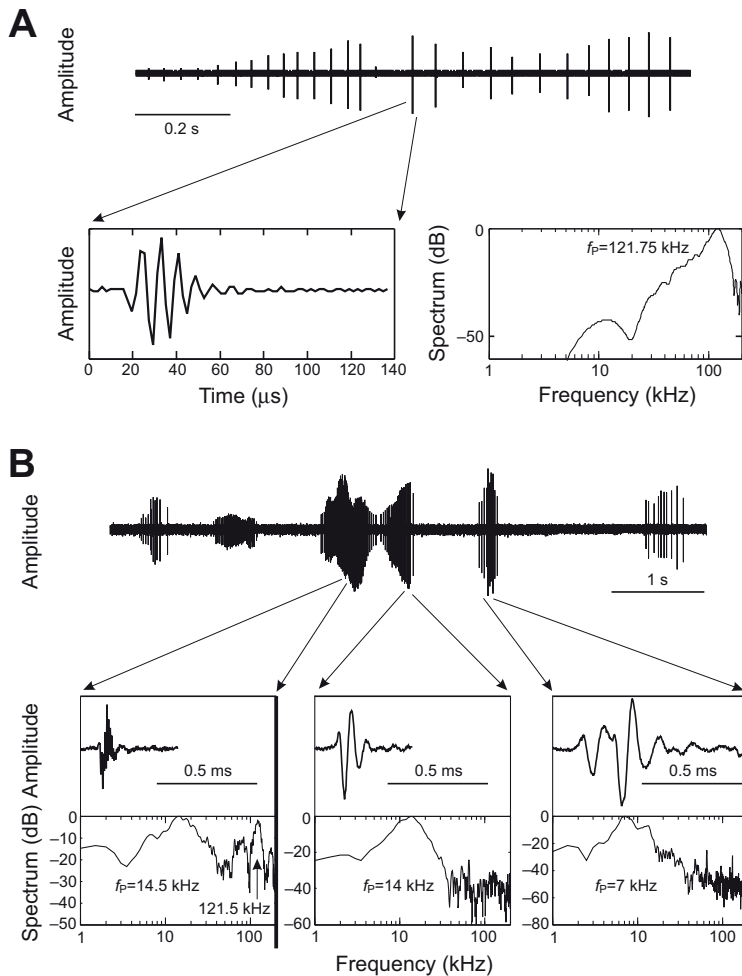 A
Amplitude
0.2 s
Amplitude
0 20 40 60 80 100 120 140
Time (μs)
Spectrum (dB)
0
–50
fP=121.75 kHz
1 10 100
Frequency (kHz)
B
Amplitude
1 s
Amplitude
0.5 ms
0.5 ms
0.5 ms
Spectrum (dB)
0
–10
–20
–30
–40
–50
fP=14.5 kHz
121.5 kHz
1 10 100
0
–20
–40
–60
fP=14 kHz
1 10 100
0
–20
–40
–60
–80
fP=7 kHz
1 10 100
Frequency (kHz)